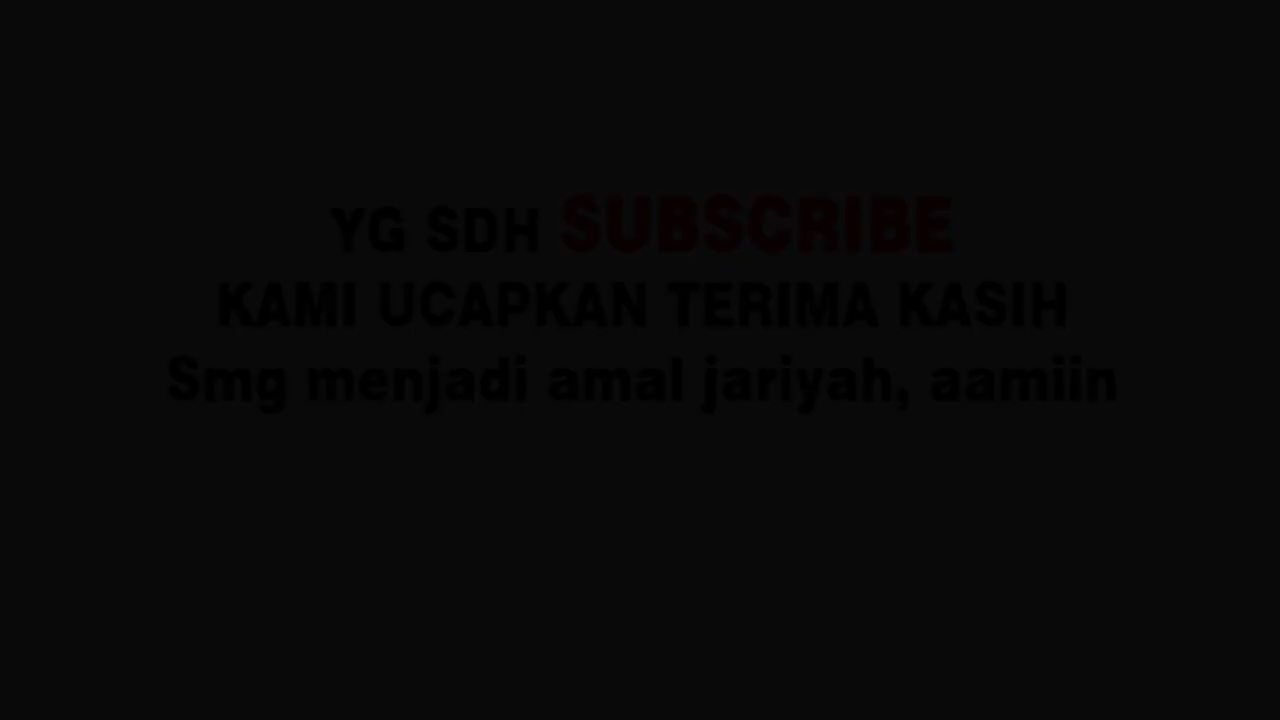 YG SDH SUBSCRIBE
KAMI UCAPKAN TERIMA KASIH
Smg menjadi amal jariyah, aamiin